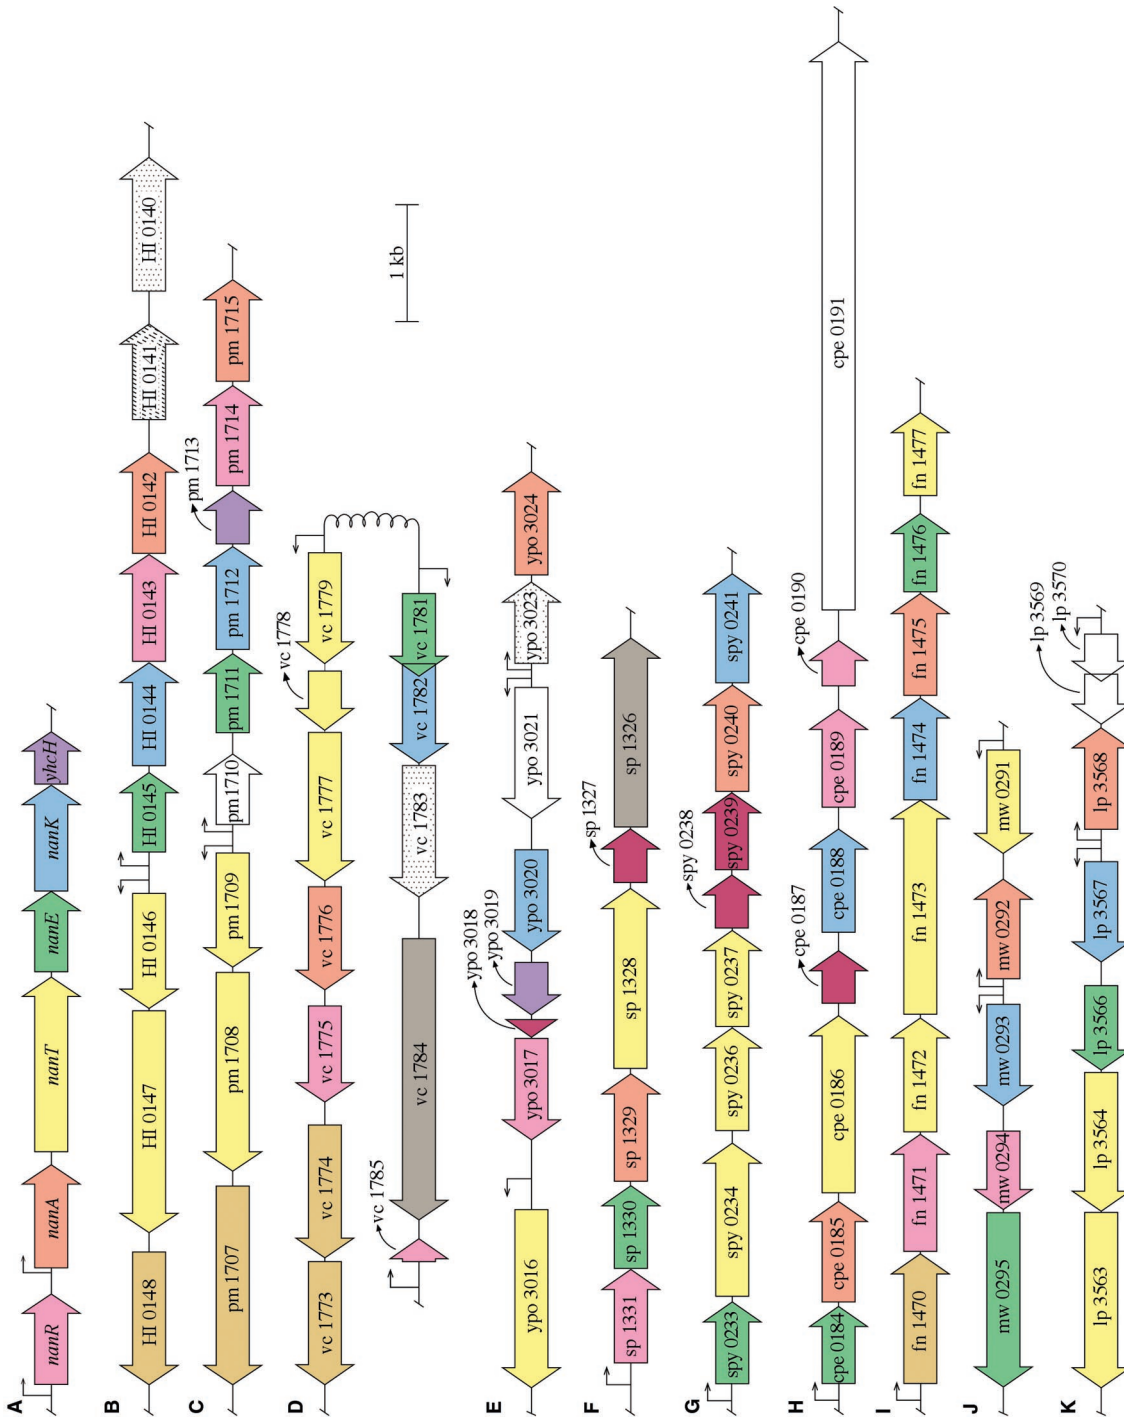 A
nanR
nanA
nanT
nanE
nanK
yhcH
B
HI 0148
HI 0147
HI 0146
HI 0145
HI 0144
HI 0143
HI 0142
HI 0141
HI 0140
C
pm 1707
pm 1708
pm 1709
pm1710
pm 1711
pm 1712
pm 1713
pm 1714
pm 1715
D
vc 1773
vc 1774
vc 1775
vc 1776
vc 1777
vc 1778
vc 1779
vc 1785
vc 1784
vc 1783
vc 1782
vc 1781
1 kb
E
ypo 3016
ypo 3017
ypo 3018
ypo 3019
ypo 3020
ypo 3021
ypo 3023
ypo 3024
F
sp 1331
sp 1330
sp 1329
sp 1328
sp 1327
sp 1326
G
spy 0233
spy 0234
spy 0236
spy 0237
spy 0238
spy 0239
spy 0240
spy 0241
H
cpe 0184
cpe 0185
cpe 0186
cpe 0187
cpe 0188
cpe 0189
cpe 0190
cpe 0191
I
fn 1470
fn 1471
fn 1472
fn 1473
fn 1474
fn 1475
fn 1476
fn 1477
J
mw 0295
mw 0294
mw 0293
mw 0292
mw 0291
K
lp 3563
lp 3564
lp 3566
lp 3567
lp 3568
lp 3569
lp 3570